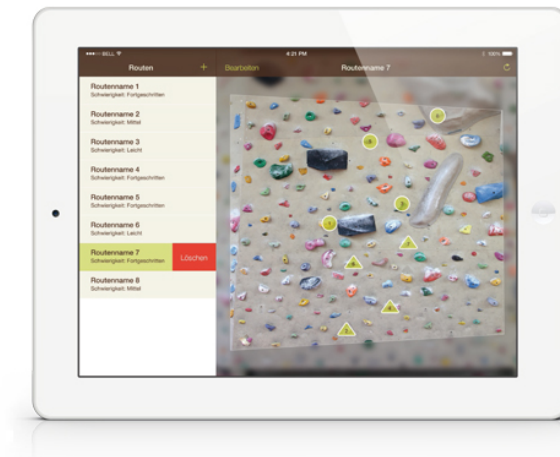 BELL
4:21 PM
100%
Routen +
Bearbeiten
Routenname 7
Routenname 1
Schwierigkeit: Fortgeschritten
Routenname 2
Schwierigkeit: Mittel
Routenname 3
Schwierigkeit: Leicht
Routenname 4
Schwierigkeit: Fortgeschritten
Routenname 5
Schwierigkeit: Fortgeschritten
Routenname 6
Schwierigkeit: Leicht
Routenname 7
Schwierigkeit: Fortgeschritten
Löschen
Routenname 8
Schwierigkeit: Mittel